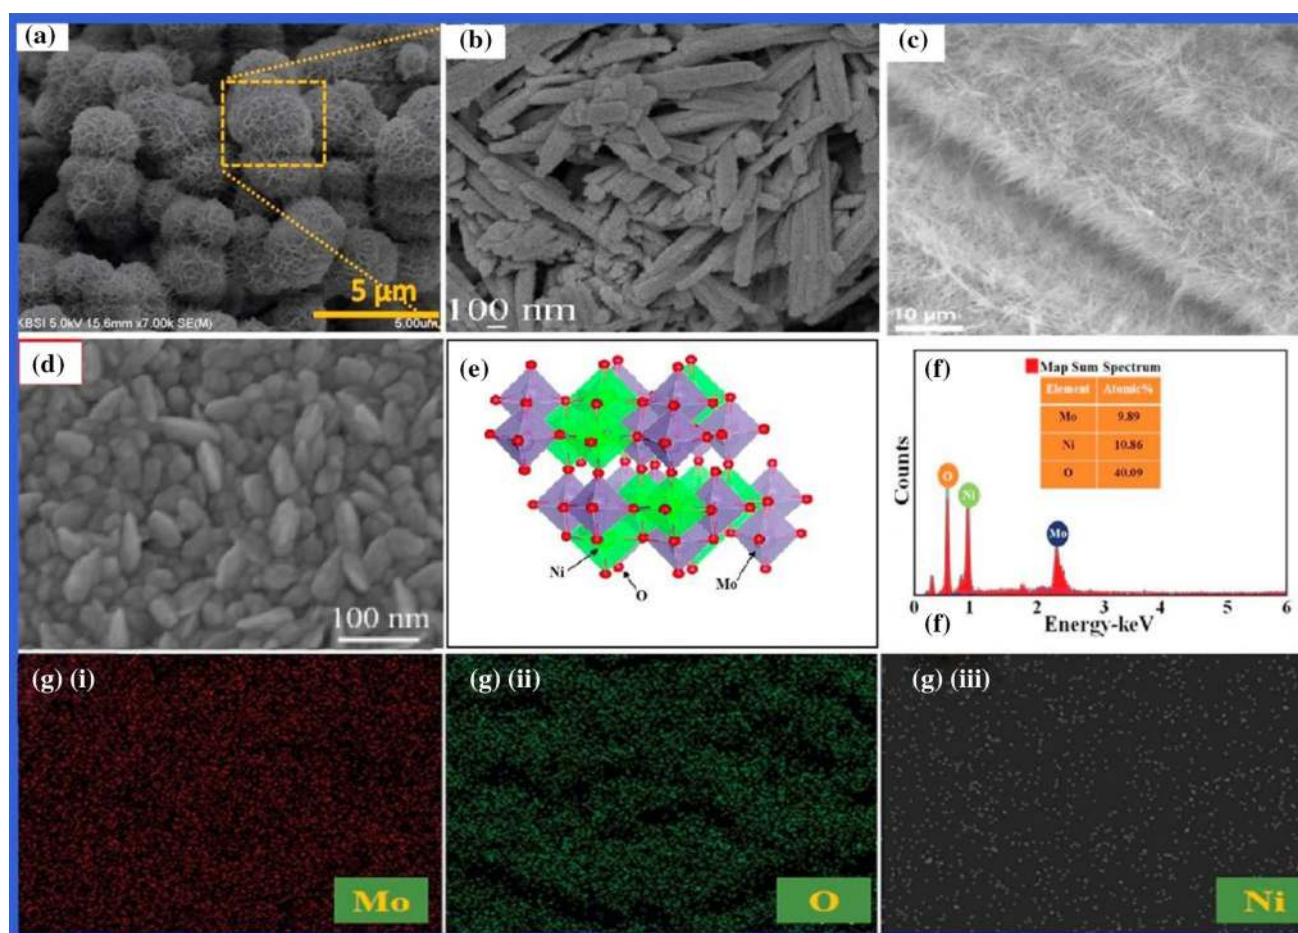 (a)
5 μm
KBSI 5.0kV 15.6mm x7.00k SE(M)
5.00um
(b)
100 nm
(c)
10 μm
(d)
100 nm
(e)
Ni
O
Mo
(f)
Map Sum Spectrum
Element Atomic%
Mo 9.89
Ni 10.86
O 40.09
Counts
O
Ni
Mo
0 1 2 3 4 5 6
(f)
Energy-keV
(g) (i)
Mo
(g) (ii)
O
(g) (iii)
Ni